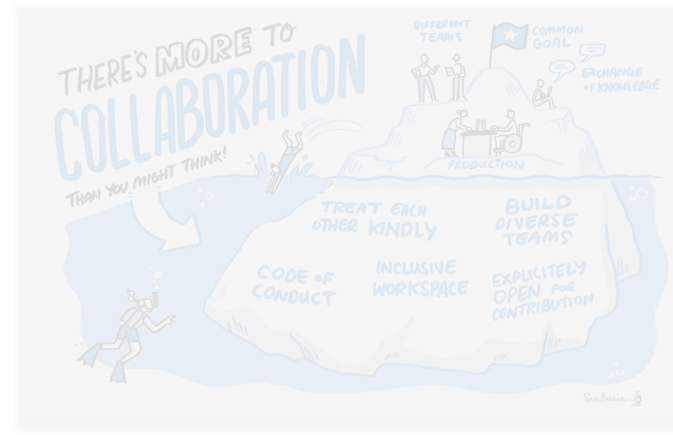 THERE'S MORE TO
COLLABORATION
THAN YOU MIGHT THINK!
DIFFERENT
TEAMS
COMMON
GOAL
EXCHANGE
OF KNOWLEDGE
PRODUCTION
TREAT EACH
OTHER KINDLY
BUILD
DIVERSE
TEAMS
CODE OF
CONDUCT
INCLUSIVE
WORKSPACE
EXPLICITELY
OPEN FOR
CONTRIBUTION